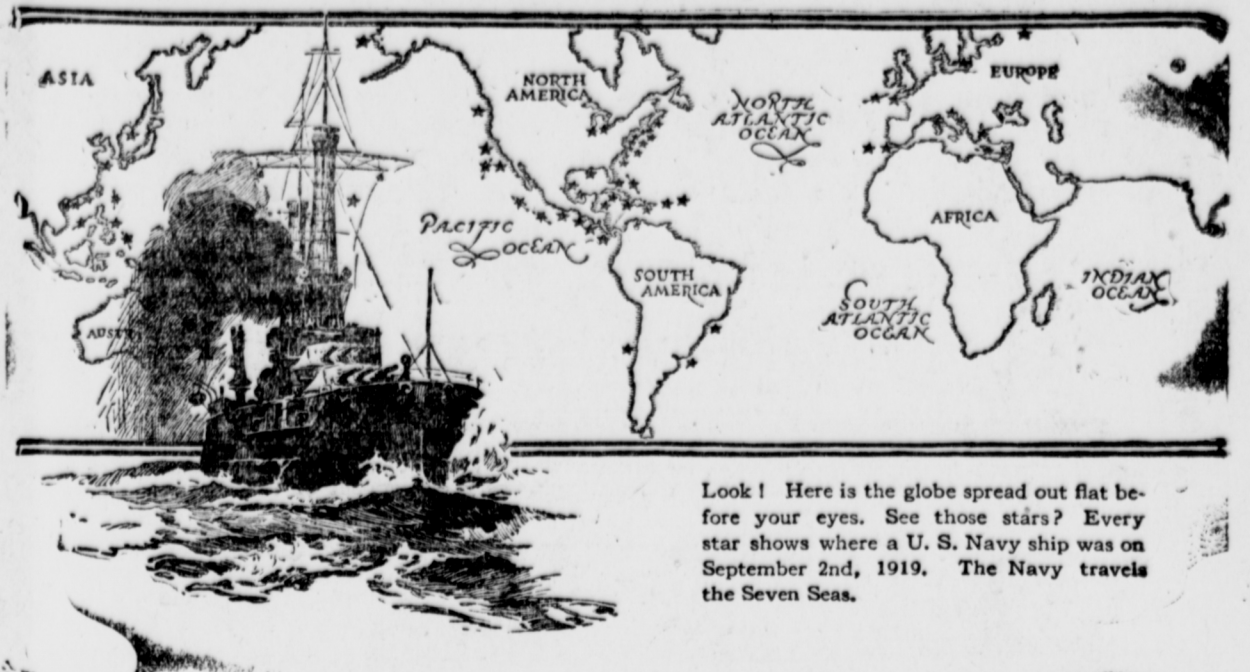 ASIA
NORTH
AMERICA
NORTH
ATLANTIC
OCEAN
EUROPE
PACIFIC
OCEAN
AFRICA
SOUTH
AMERICA
SOUTH
ATLANTIC
OCEAN
INDIAN
OCEAN
AUST
Look! Here is the globe spread out flat be-
fore your eyes. See those stars? Every
star shows where a U. S. Navy ship was on
September 2nd, 1919. The Navy travels
the Seven Seas.